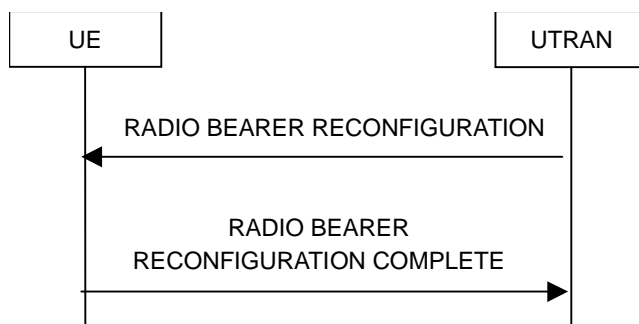 UE
UTRAN
RADIO BEARER RECONFIGURATION
RADIO BEARER
RECONFIGURATION COMPLETE